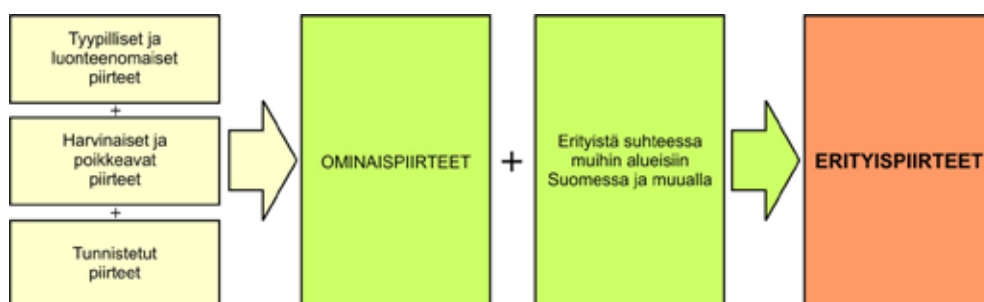 Tyypilliset ja
luonteenomaiset
piirteet
+
Harvinaiset ja
poikkeavat
piirteet
+
Tunnistetut
piirteet
OMINAISPIIRTEET
+
Erityistä suhteessa
muihin alueisiin
Suomessa ja muualla
ERITYISPIIRTEET